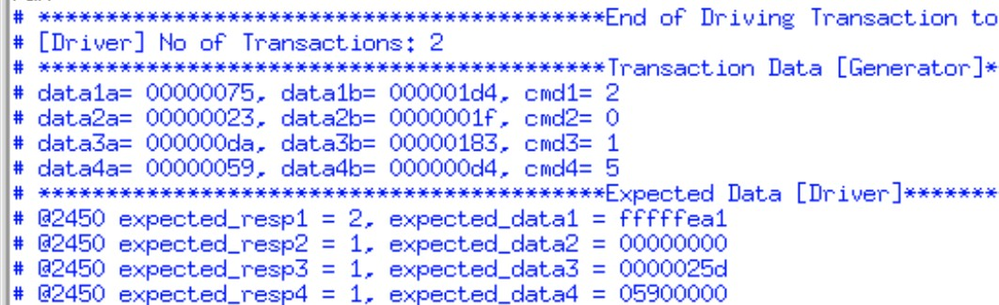 # ******************************************End of Driving Transaction to
# [Driver] No of Transactions: 2
# ******************************************Transaction Data [Generator]*
# data1a= 00000075, data1b= 000001d4, cmd1= 2
# data2a= 00000023, data2b= 0000001f, cmd2= 0
# data3a= 000000da, data3b= 00000183, cmd3= 1
# data4a= 00000059, data4b= 000000d4, cmd4= 5
# ******************************************Expected Data [Driver]*******
# @2450 expected_resp1 = 2, expected_data1 = fffffea1
# @2450 expected_resp2 = 1, expected_data2 = 00000000
# @2450 expected_resp3 = 1, expected_data3 = 0000025d
# @2450 expected_resp4 = 1, expected_data4 = 05900000